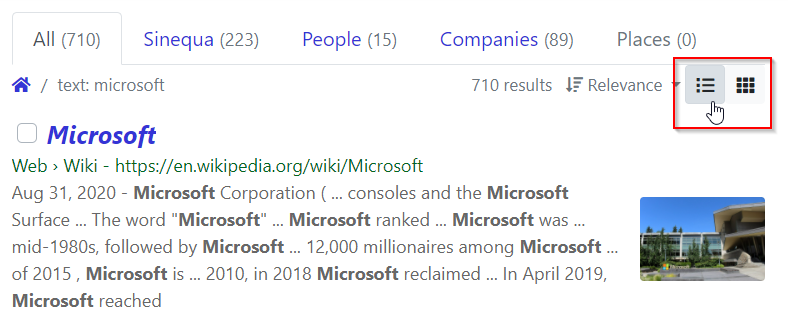 All (710) Sinequa (223) People (15) Companies (89) Places (0)
/ text: microsoft 710 results Relevance
Microsoft
Web › Wiki - https://en.wikipedia.org/wiki/Microsoft
Aug 31, 2020 - Microsoft Corporation ( ... consoles and the Microsoft
Surface ... The word "Microsoft" ... Microsoft ranked ... Microsoft was ...
mid-1980s, followed by Microsoft ... 12,000 millionaires among Microsoft ...
of 2015 , Microsoft is ... 2010, in 2018 Microsoft reclaimed ... In April 2019,
Microsoft reached